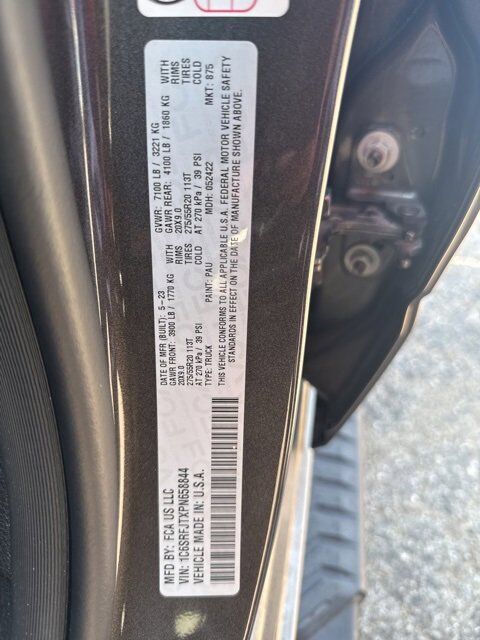 MFD BY: FCA US LLC
DATE OF MFR (BUILT): 5-23
GVWR: 7100 LB / 3221 KG
GAWR FRONT: 3900 LB / 1770 KG WITH
GAWR REAR: 4100 LB / 1860 KG WITH
20X9.0 RIMS
20X9.0 RIMS
275/55R20 113T TIRES
275/55R20 113T TIRES
AT 270 kPa / 39 PSI COLD
AT 270 kPa / 39 PSI COLD
VIN: 1C6SRFJTXPN658844
TYPE: TRUCK
PAINT: PAU
MDH: 052422
MKT: 875
VEHICLE MADE IN: U.S.A.
THIS VEHICLE CONFORMS TO ALL APPLICABLE U.S.A. FEDERAL MOTOR VEHICLE SAFETY
STANDARDS IN EFFECT ON THE DATE OF MANUFACTURE SHOWN ABOVE.